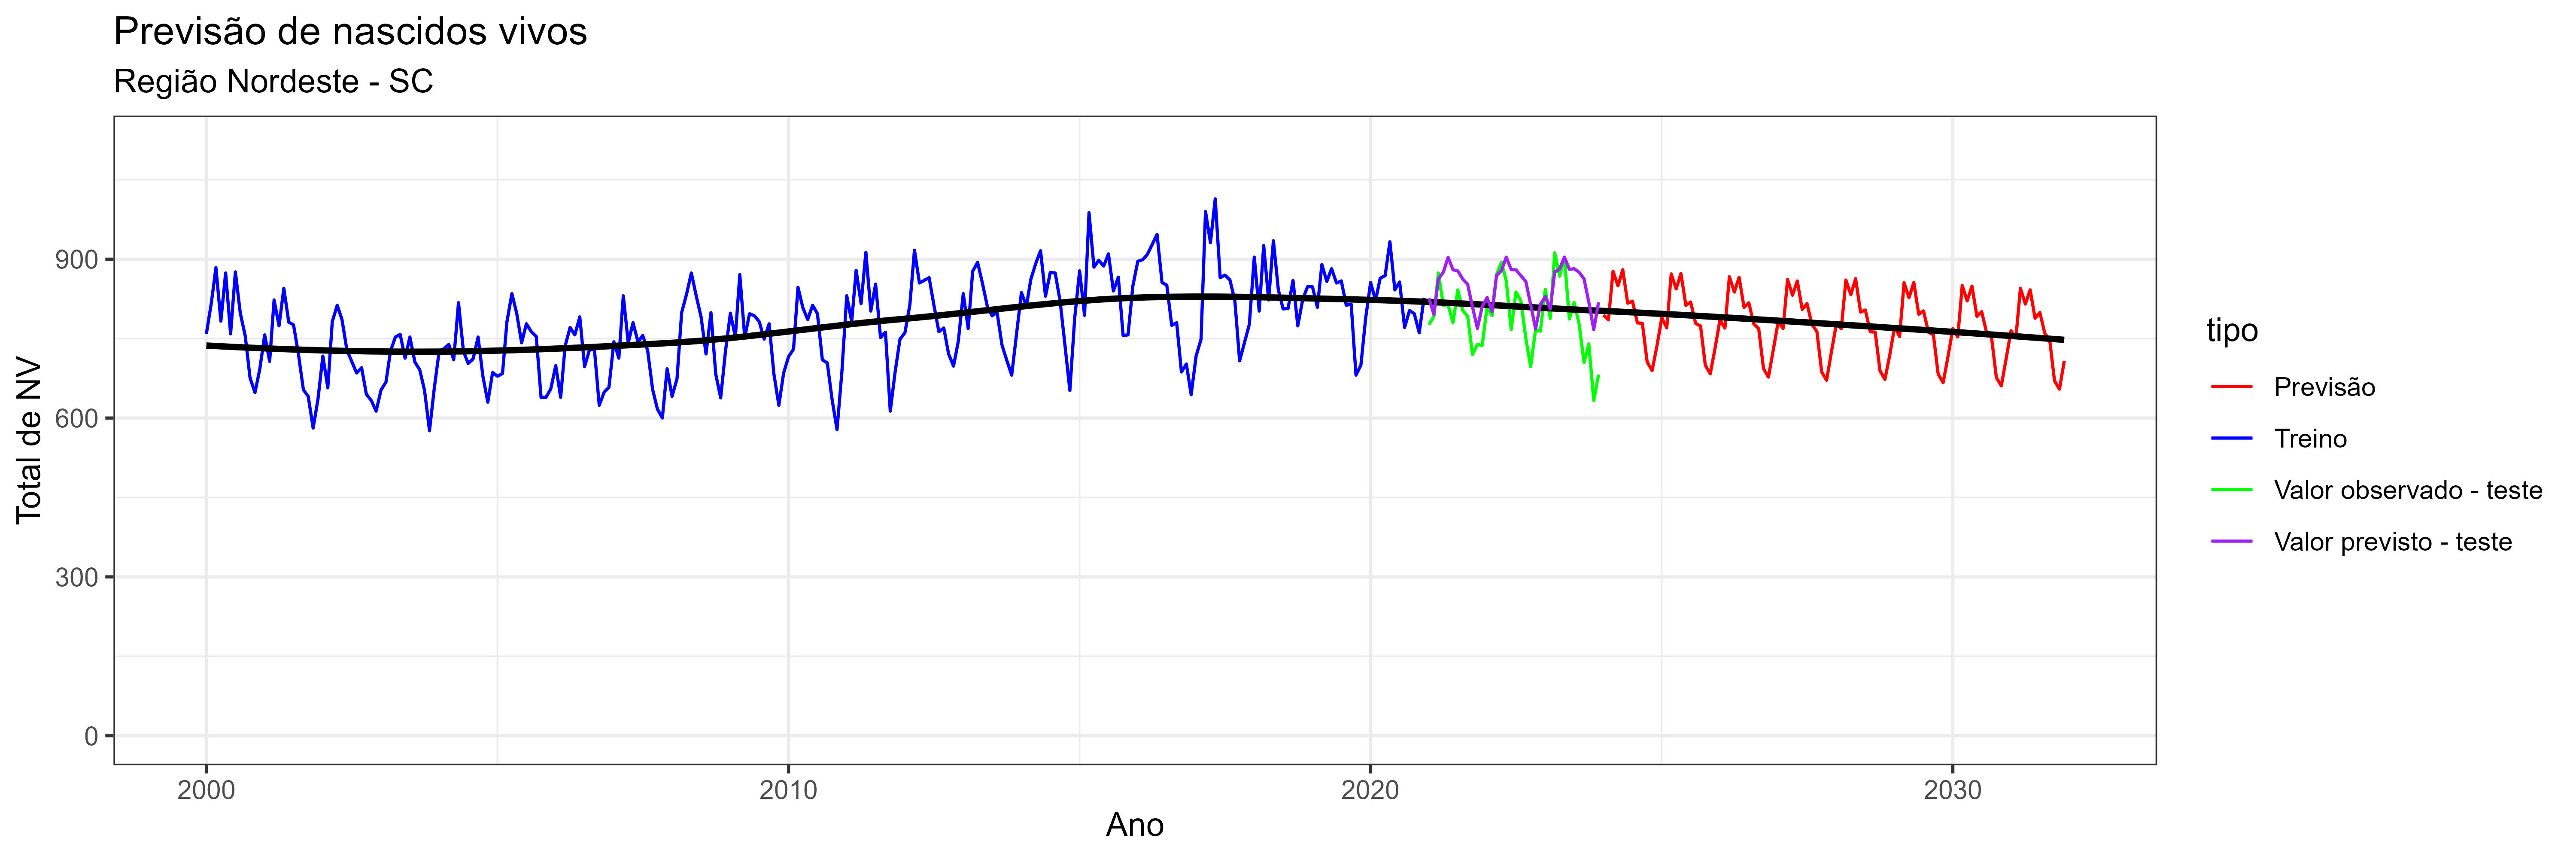 Previsão de nascidos vivos
Região Nordeste - SC
Total de NV
900
600
300
0
2000
2010
2020
2030
Ano
tipo
Previsão
Treino
Valor observado - teste
Valor previsto - teste